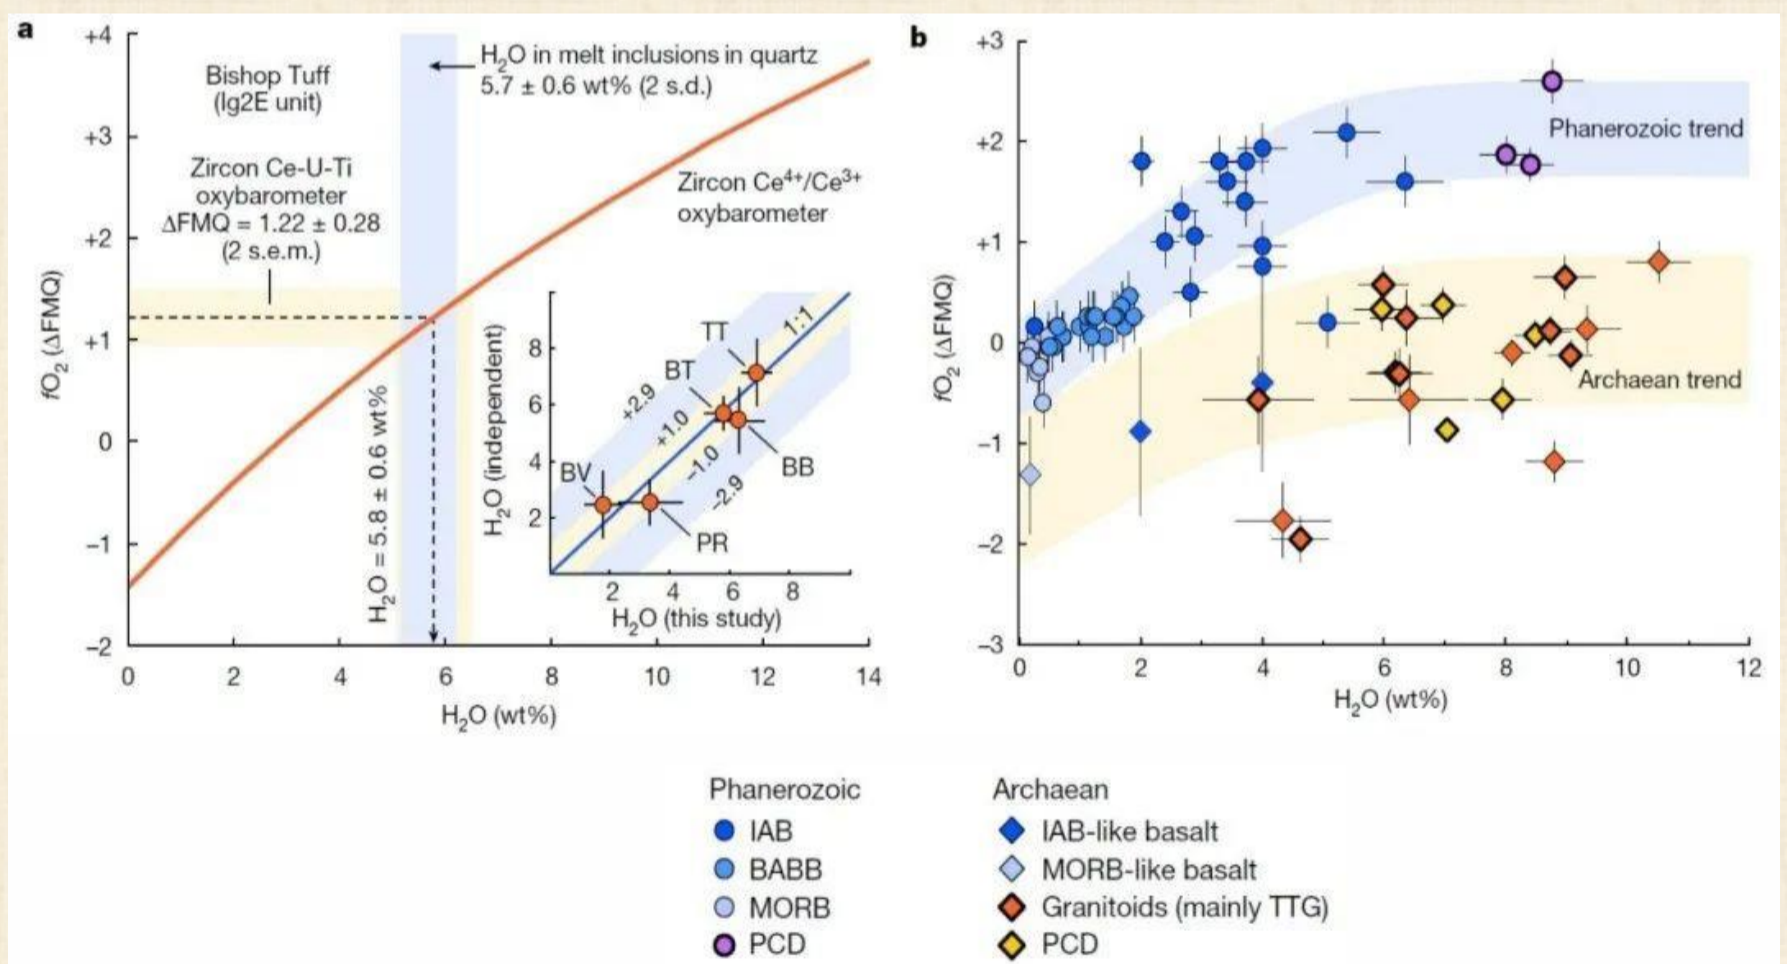 a
+4
+3
+2
+1
0
−1
−2
fO2 (ΔFMQ)
Bishop Tuff
(Ig2E unit)
Zircon Ce-U-Ti
oxybarometer
ΔFMQ = 1.22 ± 0.28
(2 s.e.m.)
H2O in melt inclusions in quartz
5.7 ± 0.6 wt% (2 s.d.)
Zircon Ce4+/Ce3+
oxybarometer
H2O = 5.8 ± 0.6 wt%
0 2 4 6 8 10 12 14
H2O (wt%)
H2O (independent)
8
6
4
2
TT
BT
BV
BB
PR
1:1
+2.9
+1.0
−1.0
−2.9
2 4 6 8
H2O (this study)
b
+3
+2
+1
0
−1
−2
−3
fO2 (ΔFMQ)
Phanerozoic trend
Archaean trend
0 2 4 6 8 10 12
H2O (wt%)
Phanerozoic
IAB
BABB
MORB
PCD
Archaean
IAB-like basalt
MORB-like basalt
Granitoids (mainly TTG)
PCD